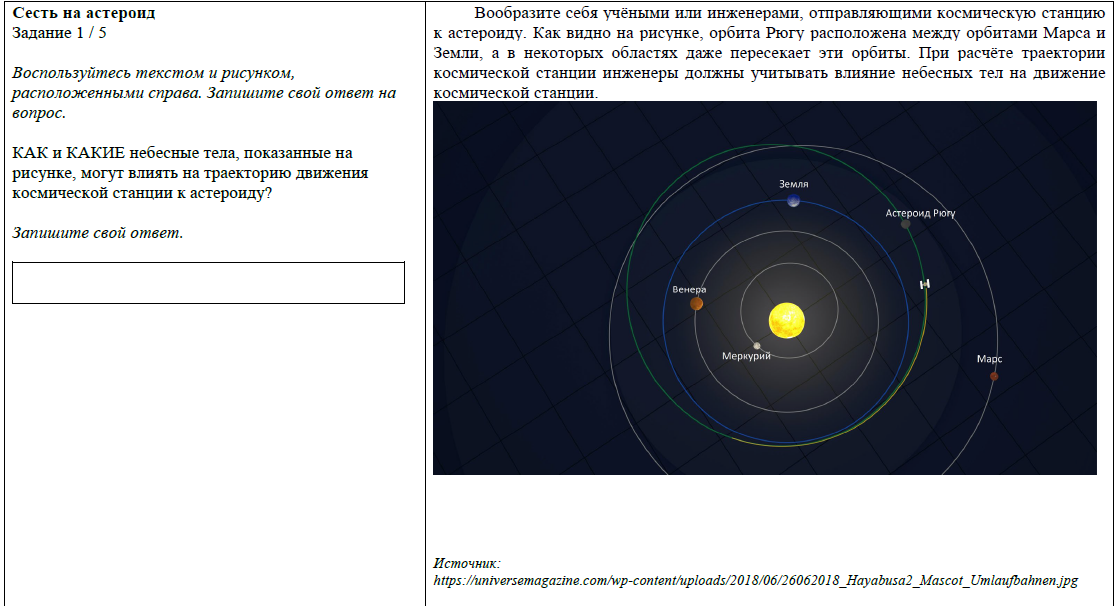 Сесть на астероид
Задание 1 / 5
Воспользуйтесь текстом и рисунком,
расположенными справа. Запишите свой ответ на
вопрос.
КАК и КАКИЕ небесные тела, показанные на
рисунке, могут влиять на траекторию движения
космической станции к астероиду?
Запишите свой ответ.
Вообразите себя учёными или инженерами, отправляющими космическую станцию
к астероиду. Как видно на рисунке, орбита Рюгу расположена между орбитами Марса и
Земли, а в некоторых областях даже пересекает эти орбиты. При расчёте траектории
космической станции инженеры должны учитывать влияние небесных тел на движение
космической станции.
Земля
Астероид Рюгу
Венера
Меркурий
Марс
Источник:
https://universemagazine.com/wp-content/uploads/2018/06/26062018_Hayabusa2_Mascot_Umlaufbahnen.jpg